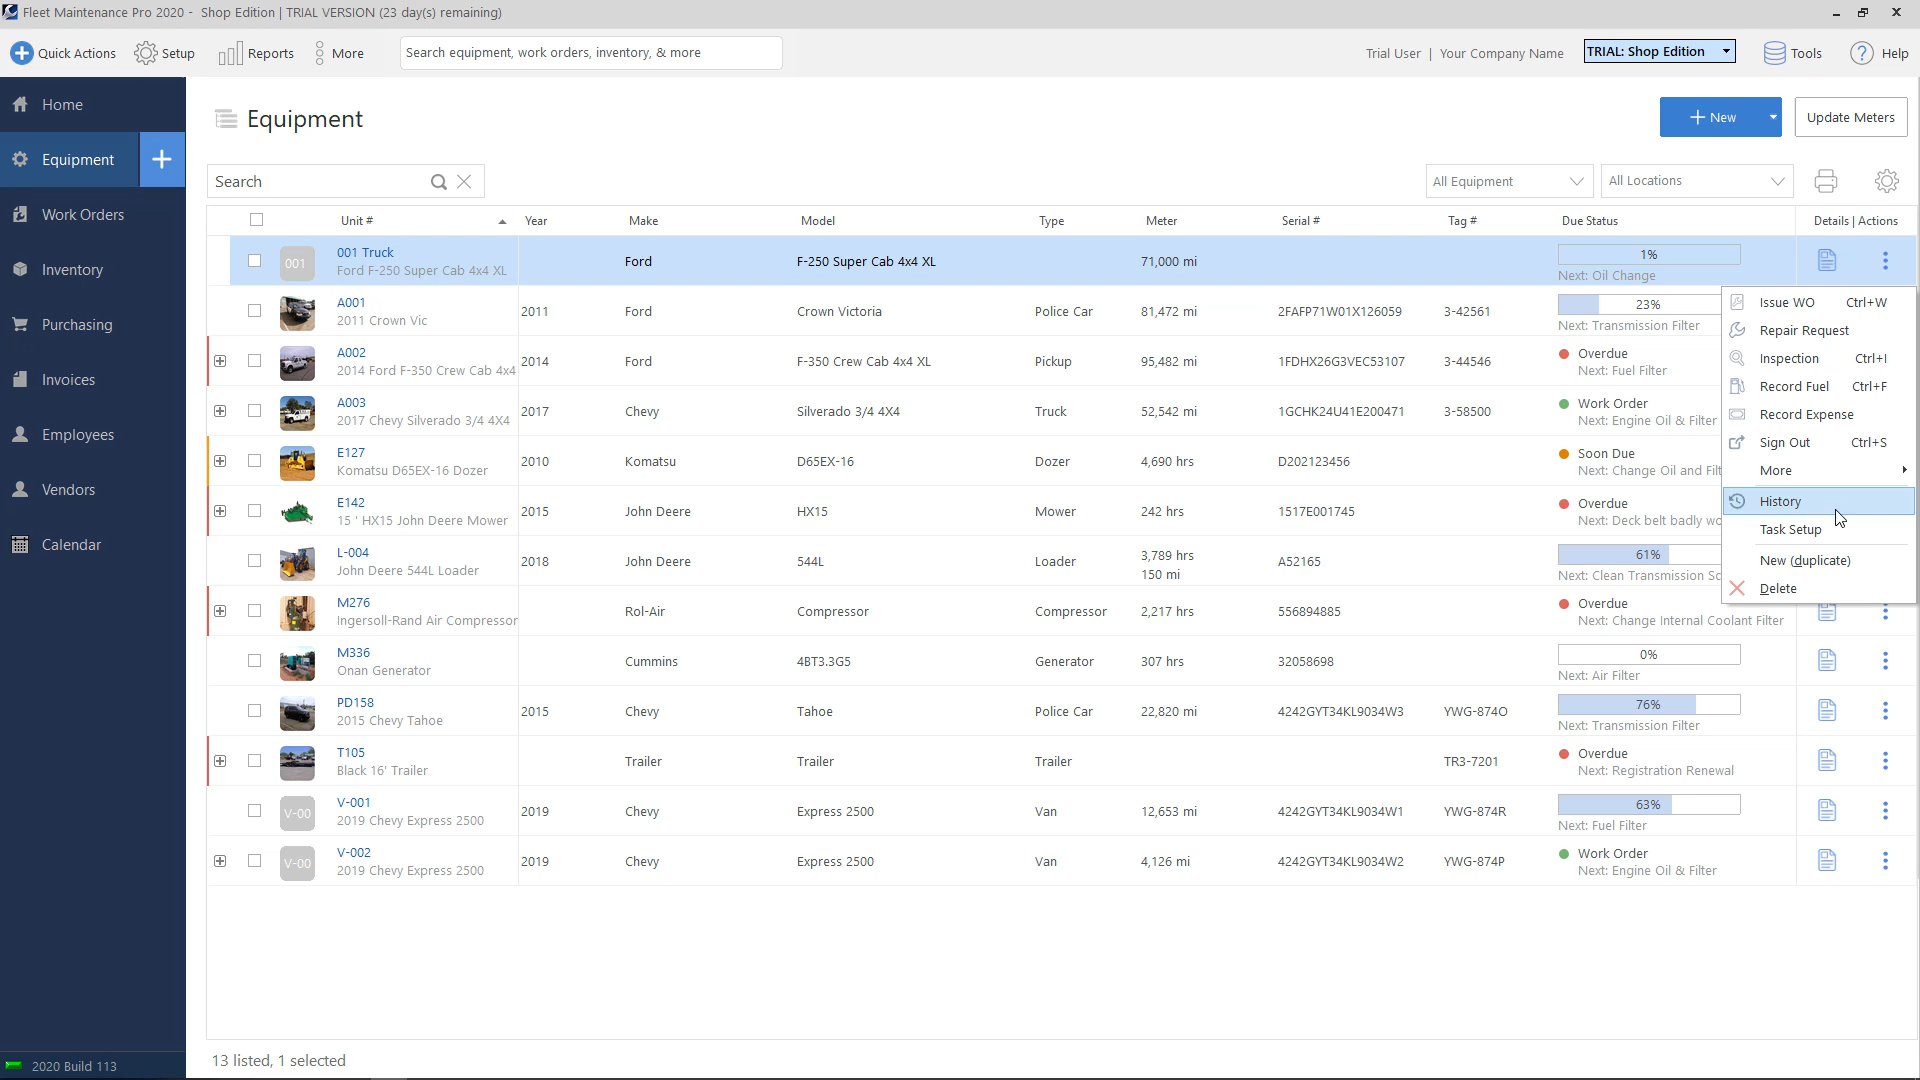 Fleet Maintenance Pro 2020 - Shop Edition | TRIAL VERSION (23 day(s) remaining)
Quick Actions Setup Reports More Search equipment, work orders, inventory, & more Trial User | Your Company Name TRIAL: Shop Edition Tools Help
Home
Equipment
Work Orders
Inventory
Purchasing
Invoices
Employees
Vendors
Calendar
2020 Build 113
Equipment
New Update Meters
Search All Equipment All Locations
Unit # Year Make Model Type Meter Serial # Tag # Due Status Details | Actions
001 001 Truck Ford F-250 Super Cab 4x4 XL 71,000 mi 1%
Ford F-250 Super Cab 4x4 XL Next: Oil Change
A001 2011 Ford Crown Victoria Police Car 81,472 mi 2FAFP71W01X126059 3-42561 23%
2011 Crown Vic Next: Transmission Filter
A002 2014 Ford F-350 Crew Cab 4x4 XL Pickup 95,482 mi 1FDHX26G3VEC53107 3-44546 Overdue
2014 Ford F-350 Crew Cab 4x4 Next: Fuel Filter
A003 2017 Chevy Silverado 3/4 4X4 Truck 52,542 mi 1GCHK24U41E200471 3-58500 Work Order
2017 Chevy Silverado 3/4 4X4 Next: Engine Oil & Filter
E127 2010 Komatsu D65EX-16 Dozer 4,690 hrs D202123456 Soon Due
Komatsu D65EX-16 Dozer Next: Change Oil and Filt
E142 2015 John Deere HX15 Mower 242 hrs 1517E001745 Overdue
15 ' HX15 John Deere Mower Next: Deck belt badly wo
L-004 2018 John Deere 544L Loader 3,789 hrs A52165 61%
John Deere 544L Loader 150 mi Next: Clean Transmission Sc
M276 Rol-Air Compressor Compressor 2,217 hrs 556894885 Overdue
Ingersoll-Rand Air Compressor Next: Change Internal Coolant Filter
M336 Cummins 4BT3.3G5 Generator 307 hrs 32058698 0%
Onan Generator Next: Air Filter
PD158 2015 Chevy Tahoe Police Car 22,820 mi 4242GYT34KL9034W3 YWG-874O 76%
2015 Chevy Tahoe Next: Transmission Filter
T105 Trailer Trailer Trailer TR3-7201 Overdue
Black 16' Trailer Next: Registration Renewal
V-00 V-001 2019 Chevy Express 2500 Van 12,653 mi 4242GYT34KL9034W1 YWG-874R 63%
2019 Chevy Express 2500 Next: Fuel Filter
V-00 V-002 2019 Chevy Express 2500 Van 4,126 mi 4242GYT34KL9034W2 YWG-874P Work Order
2019 Chevy Express 2500 Next: Engine Oil & Filter
Issue WO Ctrl+W
Repair Request
Inspection Ctrl+I
Record Fuel Ctrl+F
Record Expense
Sign Out Ctrl+S
More
History
Task Setup
New (duplicate)
Delete
13 listed, 1 selected